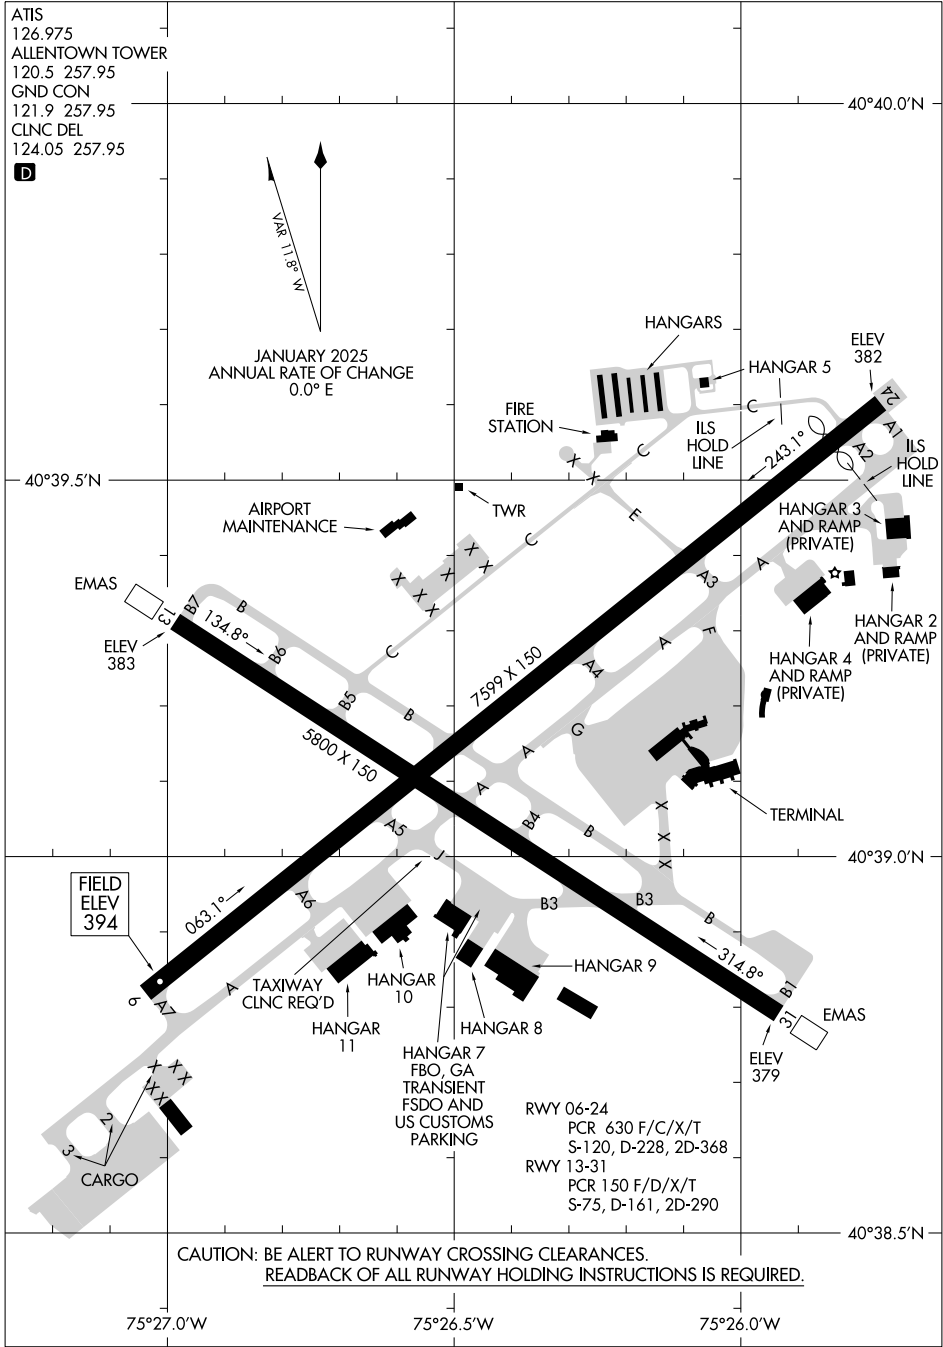 ATIS
126.975
ALLENTOWN TOWER
120.5 257.95
GND CON
121.9 257.95
CLNC DEL
124.05 257.95
D
40°40.0'N
VAR 11.8° W
JANUARY 2025
ANNUAL RATE OF CHANGE
0.0° E
HANGARS
HANGAR 5
ELEV
382
24
C
FIRE
STATION
ILS
HOLD
LINE
A1
A2
ILS
HOLD
LINE
243.1°
C
X
X
40°39.5'N
TWR
AIRPORT
MAINTENANCE
E
C
HANGAR 3
AND RAMP
(PRIVATE)
X
X
X
X
X
X
A3
A
EMAS
13
B7
B
134.8°
ELEV
383
B6
C
F
A
A4
HANGAR 2
AND RAMP
(PRIVATE)
HANGAR 4
AND RAMP
(PRIVATE)
7599 X 150
B5
B
5800 X 150
G
A
A
TERMINAL
X
X
X
B4
B
A5
J
40°39.0'N
FIELD
ELEV
394
063.1°
A6
B3
B3
B
314.8°
A
6
A7
TAXIWAY
CLNC REQ'D
HANGAR
10
HANGAR
11
HANGAR 9
HANGAR 8
B1
31
EMAS
ELEV
379
HANGAR 7
FBO, GA
TRANSIENT
FSDO AND
US CUSTOMS
PARKING
X
X
X
X
X
2
3
CARGO
RWY 06-24
PCR 630 F/C/X/T
S-120, D-228, 2D-368
RWY 13-31
PCR 150 F/D/X/T
S-75, D-161, 2D-290
40°38.5'N
CAUTION: BE ALERT TO RUNWAY CROSSING CLEARANCES.
READBACK OF ALL RUNWAY HOLDING INSTRUCTIONS IS REQUIRED.
75°27.0'W
75°26.5'W
75°26.0'W